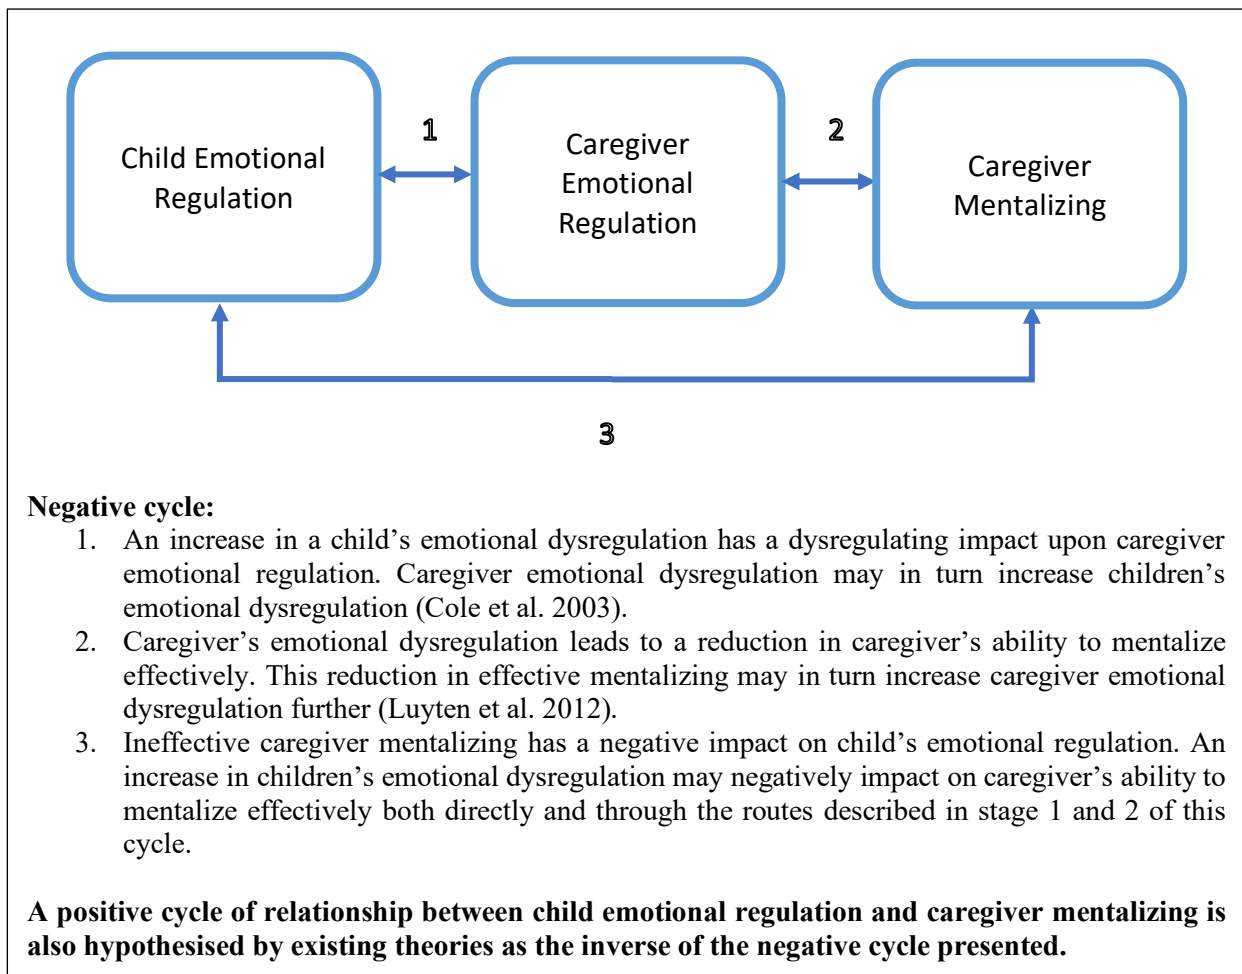 1
2
Child Emotional
Regulation
Caregiver
Emotional
Regulation
Caregiver
Mentalizing
3
Negative cycle:
1. An increase in a child’s emotional dysregulation has a dysregulating impact upon caregiver
emotional regulation. Caregiver emotional dysregulation may in turn increase children’s
emotional dysregulation (Cole et al. 2003).
2. Caregiver’s emotional dysregulation leads to a reduction in caregiver’s ability to mentalize
effectively. This reduction in effective mentalizing may in turn increase caregiver emotional
dysregulation further (Luyten et al. 2012).
3. Ineffective caregiver mentalizing has a negative impact on child’s emotional regulation. An
increase in children’s emotional dysregulation may negatively impact on caregiver’s ability to
mentalize effectively both directly and through the routes described in stage 1 and 2 of this
cycle.
A positive cycle of relationship between child emotional regulation and caregiver mentalizing is
also hypothesised by existing theories as the inverse of the negative cycle presented.